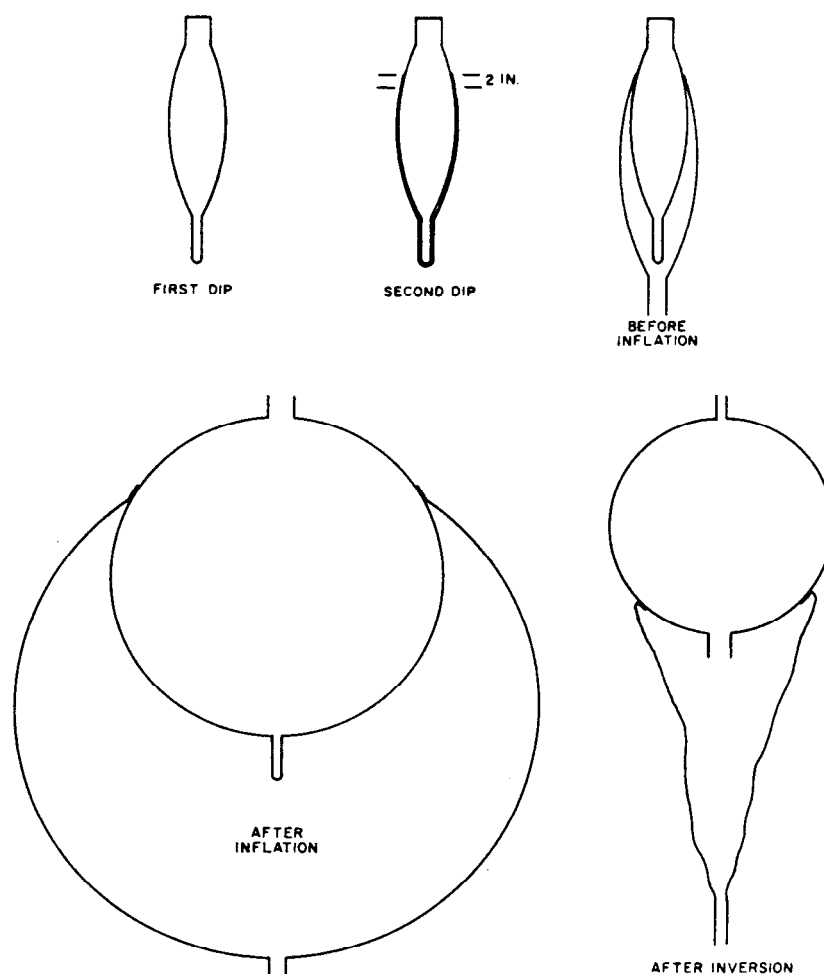 2 IN.
FIRST DIP
SECOND DIP
BEFORE
INFLATION
AFTER
INFLATION
AFTER INVERSION